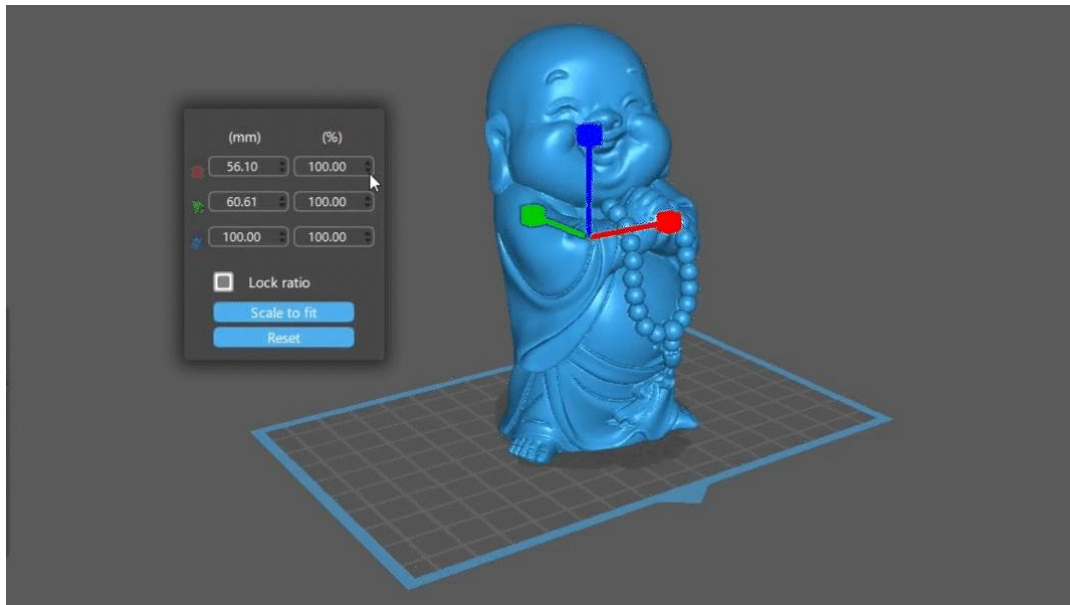 (mm) (%)
56.10 100.00
60.61 100.00
100.00 100.00
Lock ratio
Scale to fit
Reset